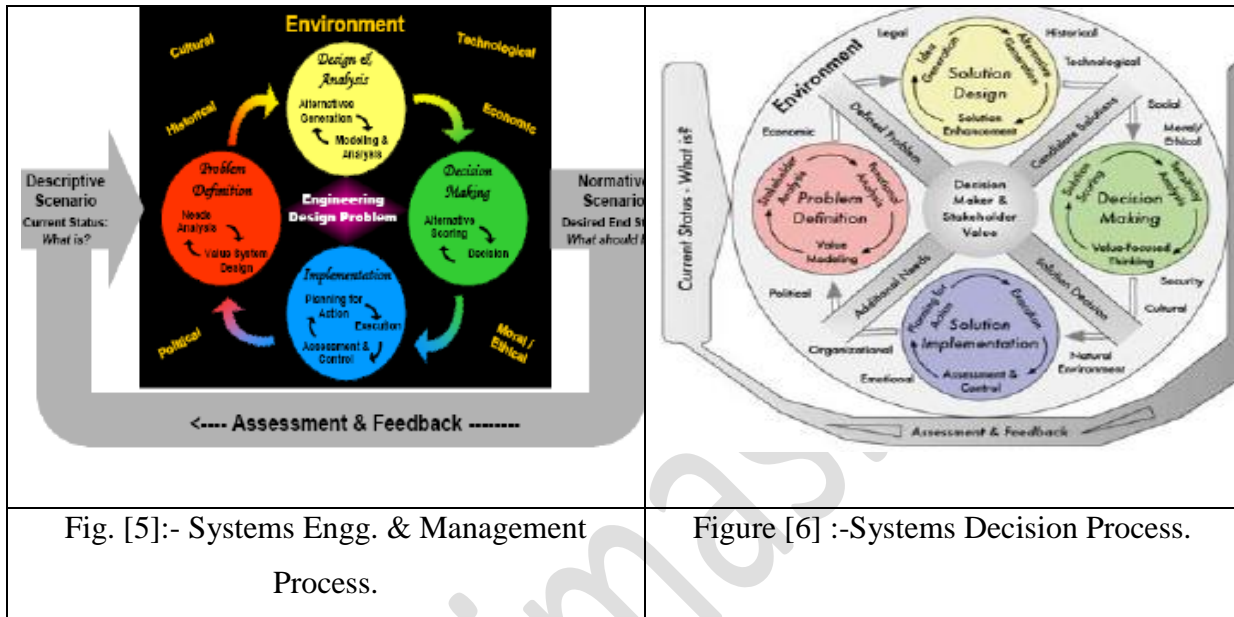 Environment
Cultural
Technological
Historical
Economic
Political
Moral /
Ethical
Design &
Analysis
Alternatives
Generation
Modeling &
Analysis
Problem
Definition
Needs
Analysis
Value System
Design
Engineering
Design Problem
Decision
Making
Alternative
Scoring
Decision
Implementation
Planning for
Action
Execution
Assessment &
Control
Descriptive
Scenario
Current Status:
What is?
Normative
Scenario
Desired End
What should
<---- Assessment & Feedback --------
Fig. [5]:- Systems Engg. & Management
Process.
Environment
Legal
Historical
Technological
Economic
Social
Moral/
Ethical
Security
Cultural
Natural
Environment
Political
Organizational
Emotional
Idea
Generation
Alternative
Generation
Solution
Design
Solution
Enhancement
Defined Problem
Candidate Solutions
Stakeholder
Analysis
Functional
Analysis
Problem
Definition
Value
Modeling
Decision
Maker &
Stakeholder
Value
Solution
Scoring
Analysis
Decision
Making
Value-Focused
Thinking
Additional Needs
Solution Decision
Planning for
Action
Execution
Solution
Implementation
Assessment &
Control
Current Status - What is?
Assessment & Feedback
Figure [6] :-Systems Decision Process.